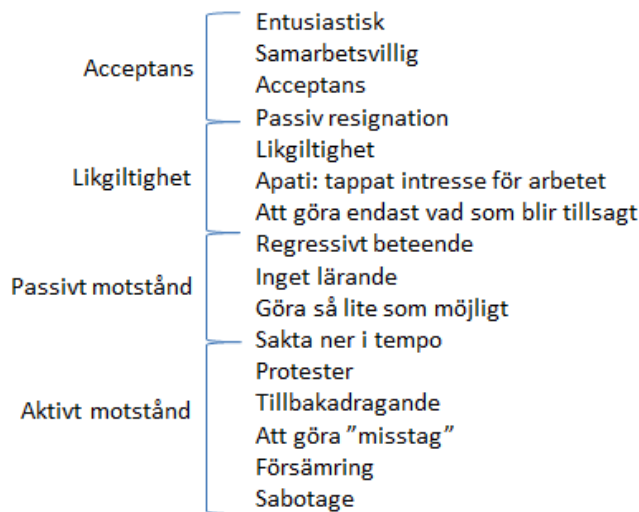 Acceptans
Entusiastisk
Samarbetsvillig
Acceptans
Passiv resignation
Likgiltighet
Likgiltighet
Apati: tappat intresse för arbetet
Att göra endast vad som blir tillsagt
Passivt motstånd
Regressivt beteende
Inget lärande
Göra så lite som möjligt
Sakta ner i tempo
Aktivt motstånd
Protester
Tillbakadragande
Att göra ”misstag”
Försämring
Sabotage